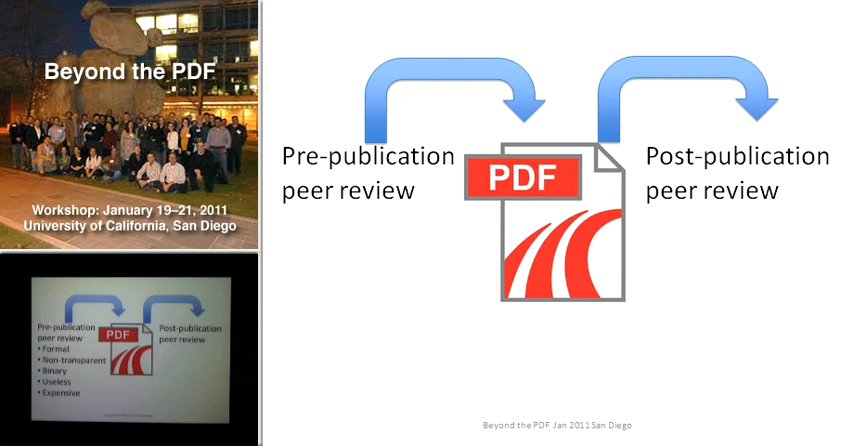 Beyond the PDF
Workshop: January 19–21, 2011
University of California, San Diego
Pre-publication
peer review
PDF
Post-publication
peer review
Beyond the PDF Jan 2011 San Diego
Pre-publication
peer review
• Formal
• Non-transparent
• Binary
• Useless
• Expensive
PDF
Post-publication
peer review